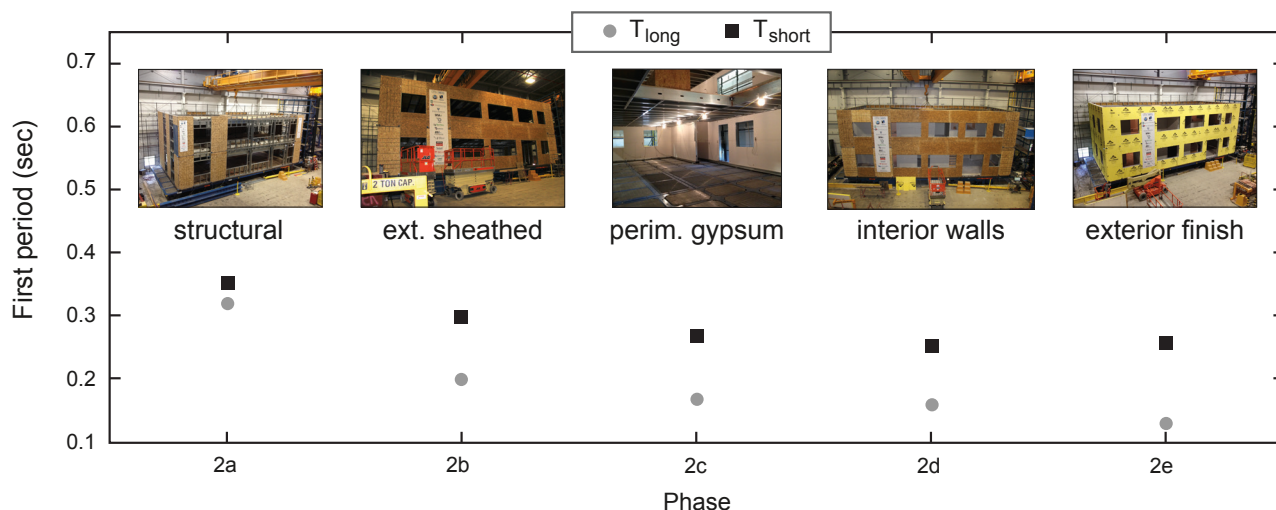 T_long T_short
0.7
0.6
0.5
0.4
0.3
0.2
0.1
First period (sec)
2 TON CAP.
structural
ext. sheathed
perim. gypsum
interior walls
exterior finish
2a 2b 2c 2d 2e
Phase